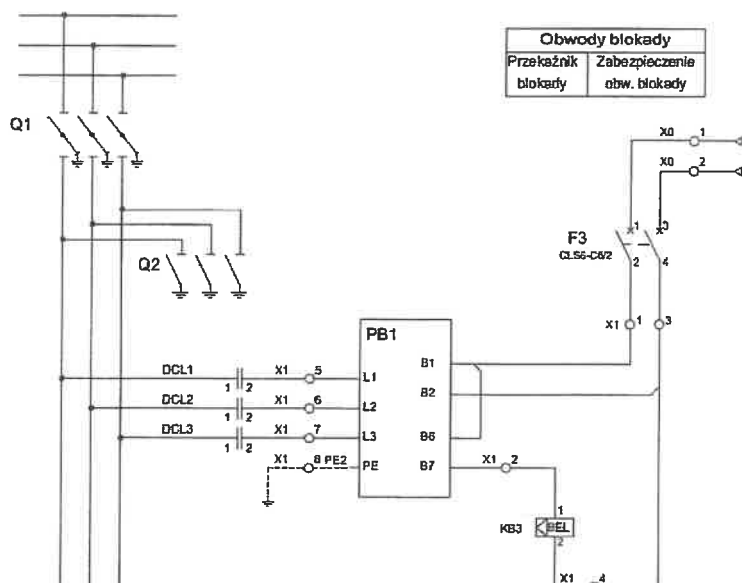 Obwody blokady
Przekaźnik blokady
Zabezpieczenie obw. blokady
Q1
X0 1
X0 2
F3
CLS6-C6/2
1 3
2 4
Q2
X1 1 3
PB1
DCL1 1 2 X1 5 L1 B1
DCL2 1 2 X1 6 L2 B2
DCL3 1 2 X1 7 L3 B6
X1 8 PE2 PE B7 X1 2
1
KB3 BEL
2
X1 4